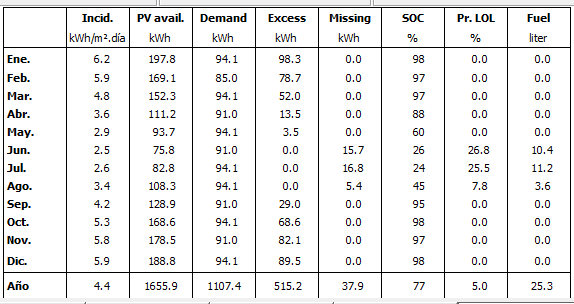 Incid. PV avail. Demand Excess Missing SOC Pr. LOL Fuel
kWh/m².día kWh kWh kWh kWh % % liter
Ene. 6.2 197.8 94.1 98.3 0.0 98 0.0 0.0
Feb. 5.9 169.1 85.0 78.7 0.0 97 0.0 0.0
Mar. 4.8 152.3 94.1 52.0 0.0 97 0.0 0.0
Abr. 3.6 111.2 91.0 13.5 0.0 88 0.0 0.0
May. 2.9 93.7 94.1 3.5 0.0 60 0.0 0.0
Jun. 2.5 75.8 91.0 0.0 15.7 26 26.8 10.4
Jul. 2.6 82.8 94.1 0.0 16.8 24 25.5 11.2
Ago. 3.4 108.3 94.1 0.0 5.4 45 7.8 3.6
Sep. 4.2 128.9 91.0 29.0 0.0 95 0.0 0.0
Oct. 5.3 168.6 94.1 68.6 0.0 98 0.0 0.0
Nov. 5.8 178.5 91.0 82.1 0.0 97 0.0 0.0
Dic. 5.9 188.8 94.1 89.5 0.0 98 0.0 0.0
Año 4.4 1655.9 1107.4 515.2 37.9 77 5.0 25.3